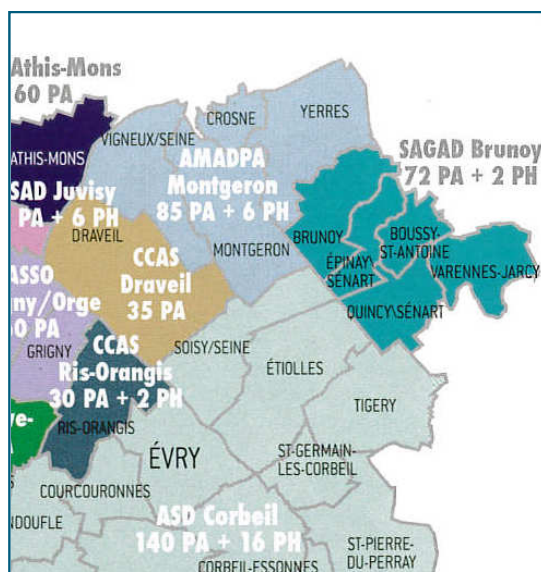 Athis-Mons
60 PA
CROSNE
YERRES
VIGNEUX/SEINE
ATHIS-MONS
AMADPA
Montgeron
85 PA + 6 PH
SAGAD Brunoy
72 PA + 2 PH
SAD Juvisy
PA + 6 PH
DRAVEIL
MONTGERON
BRUNOY
BOUSSY-
ST-ANTOINE
ÉPINAY\
SÉNART
VARENNES-JARCY
QUINCY\SÉNART
CCAS
Draveil
35 PA
ASSO
ny/Orge
0 PA
GRIGNY
CCAS
Ris-Orangis
30 PA + 2 PH
SOISY/SEINE
ÉTIOLLES
TIGERY
RIS-ORANGIS
ÉVRY
ST-GERMAIN-
LES-CORBEIL
COURCOURONNES
NDOUFLE
ASD Corbeil
140 PA + 16 PH
CORBEIL-ESSONNES
ST-PIERRE-
DU-PERRAY